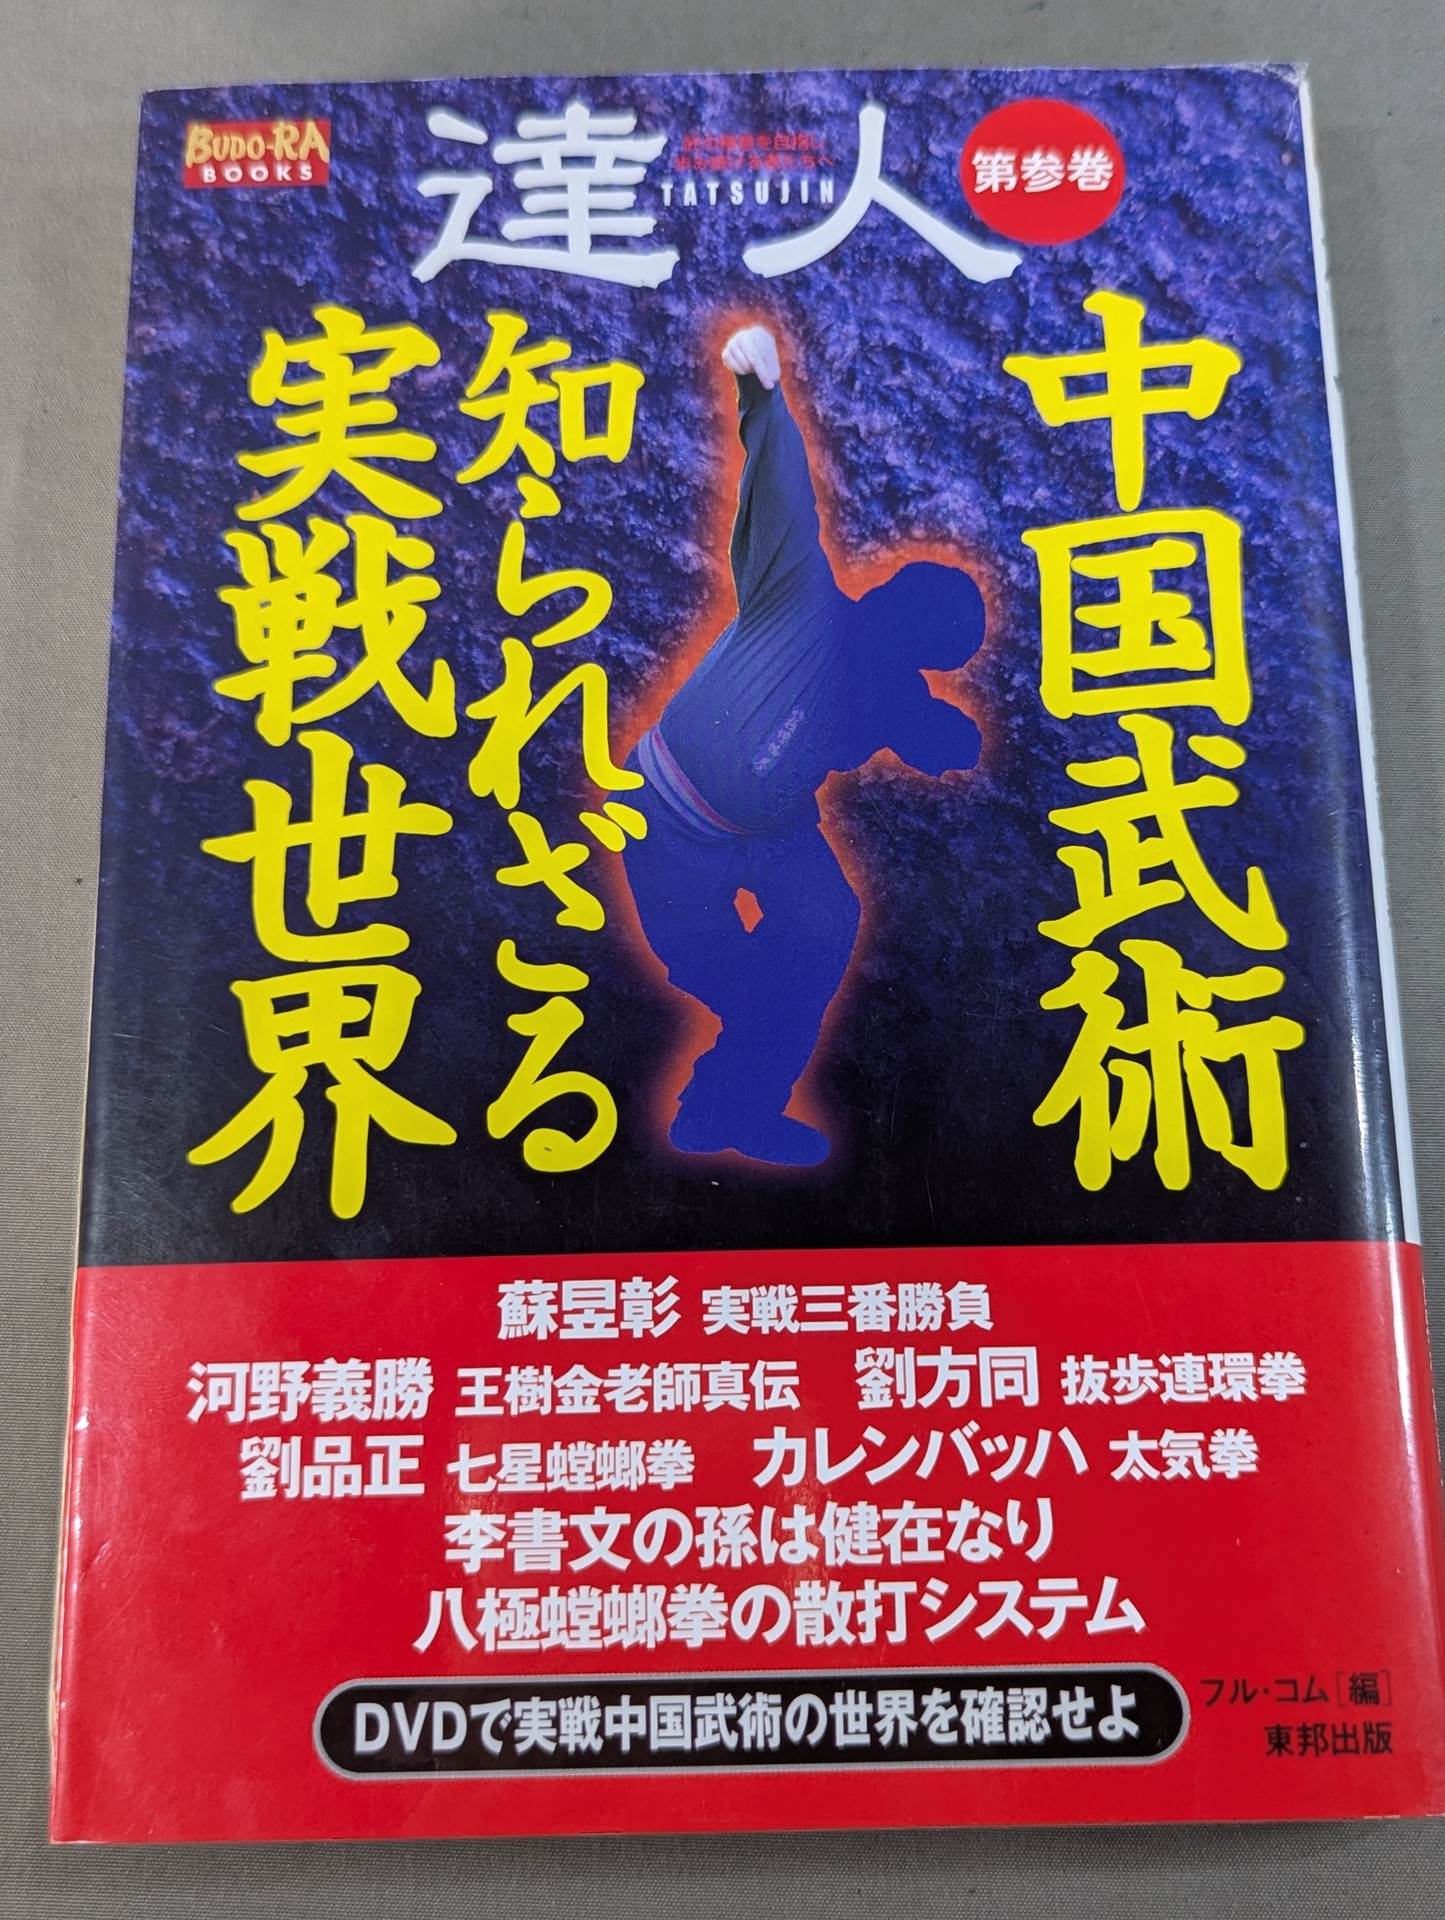 BUDO-RA
BOOKS
達人
TATSUJIN
第参巻
中国武術
知られざる
実戦世界
蘇昱彰 実戦三番勝負
河野義勝 王樹金老師真伝 劉方同 抜歩連環拳
劉品正 七星螳螂拳 カレンバッハ 太気拳
李書文の孫は健在なり
八極螳螂拳の散打システム
DVDで実戦中国武術の世界を確認せよ
フル・コム[編]
東邦出版